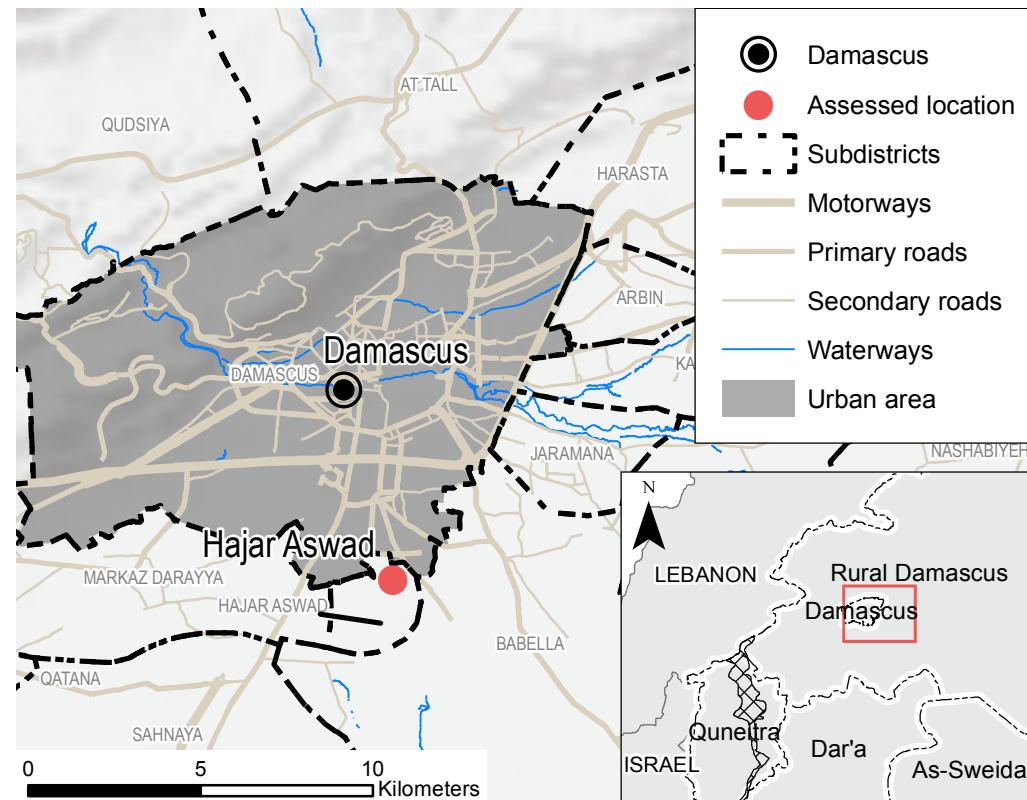 AT TALL
QUDSIYA
HARASTA
ARBIN
KA
Damascus
DAMASCUS
JARAMANA
NASHABIYEH
Hajar Aswad
MARKAZ DARAYYA
HAJAR ASWAD
BABELLA
QATANA
SAHNAYA
0 5 10
Kilometers
Damascus
Assessed location
Subdistricts
Motorways
Primary roads
Secondary roads
Waterways
Urban area
N
LEBANON
Rural Damascus
Damascus
Quneitra
ISRAEL
Dar'a
As-Sweida